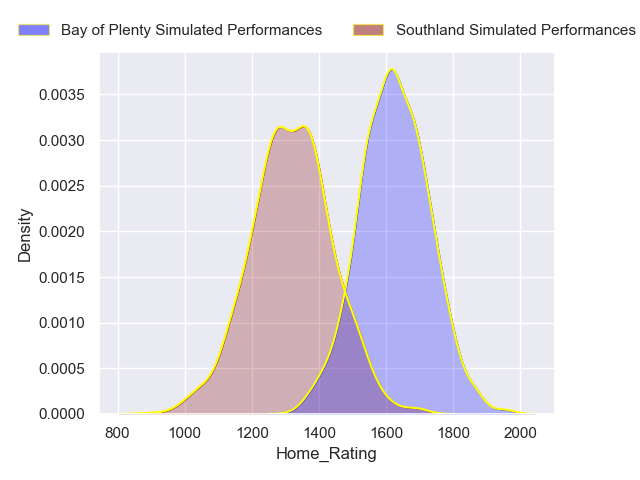 Bay of Plenty Simulated Performances
Southland Simulated Performances
0.0035
0.0030
0.0025
0.0020
0.0015
0.0010
0.0005
0.0000
Density
800 1000 1200 1400 1600 1800 2000
Home_Rating